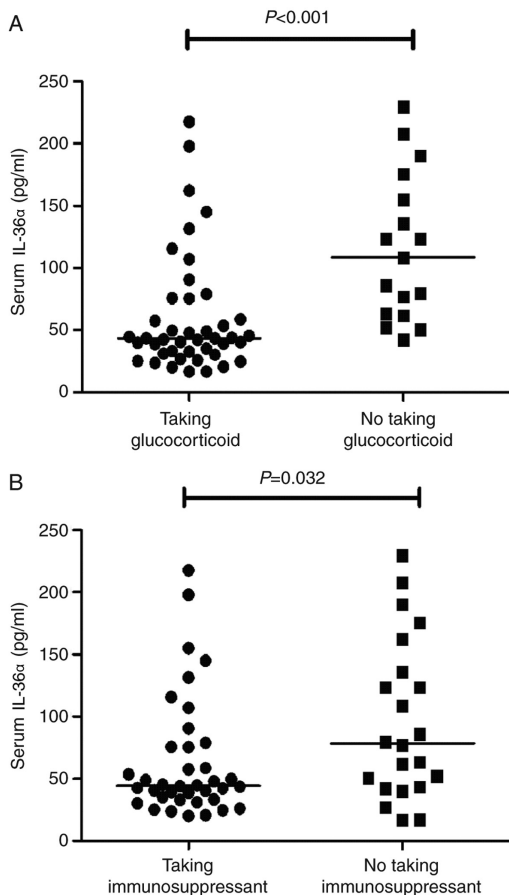 A
P<0.001
Serum IL-36α (pg/ml)
250
200
150
100
50
0
Taking
glucocorticoid
No taking
glucocorticoid
B
P=0.032
Serum IL-36α (pg/ml)
250
200
150
100
50
0
Taking
immunosuppressant
No taking
immunosuppressant